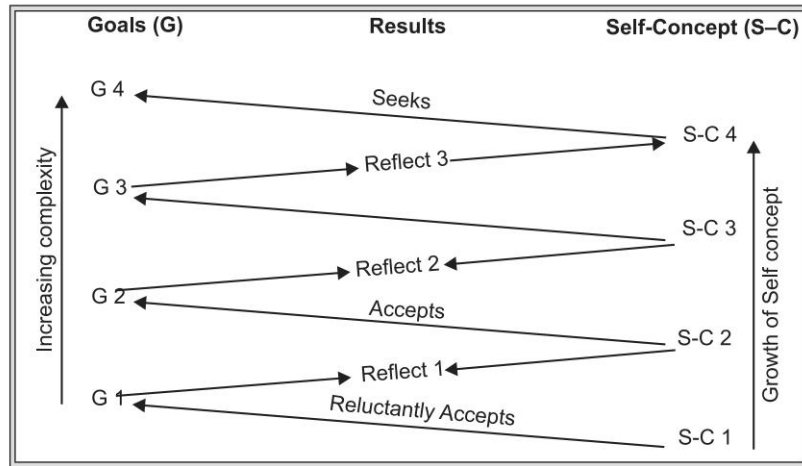 Goals (G) Results Self-Concept (S–C)
G 4 Seeks
S-C 4
Reflect 3
G 3
S-C 3
Reflect 2
G 2
Accepts
S-C 2
Reflect 1
G 1
Reluctantly Accepts
S-C 1
Increasing complexity
Growth of Self concept